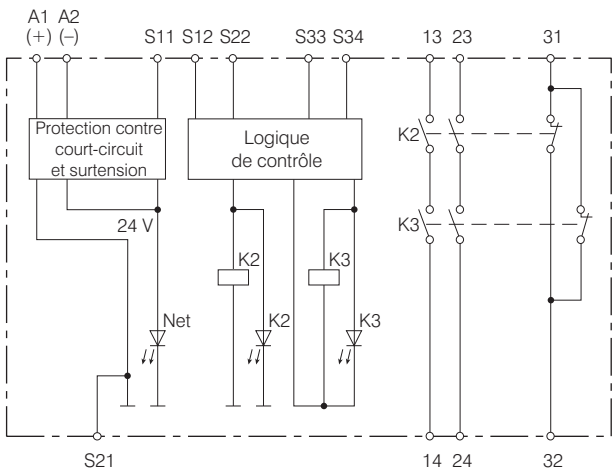 A1 A2
(+) (–) S11 S12 S22 S33 S34 13 23 31
Protection contre
court-circuit
et surtension
Logique
de contrôle
K2
24 V
K3
K2 K3
Net K2 K3
S21 14 24 32